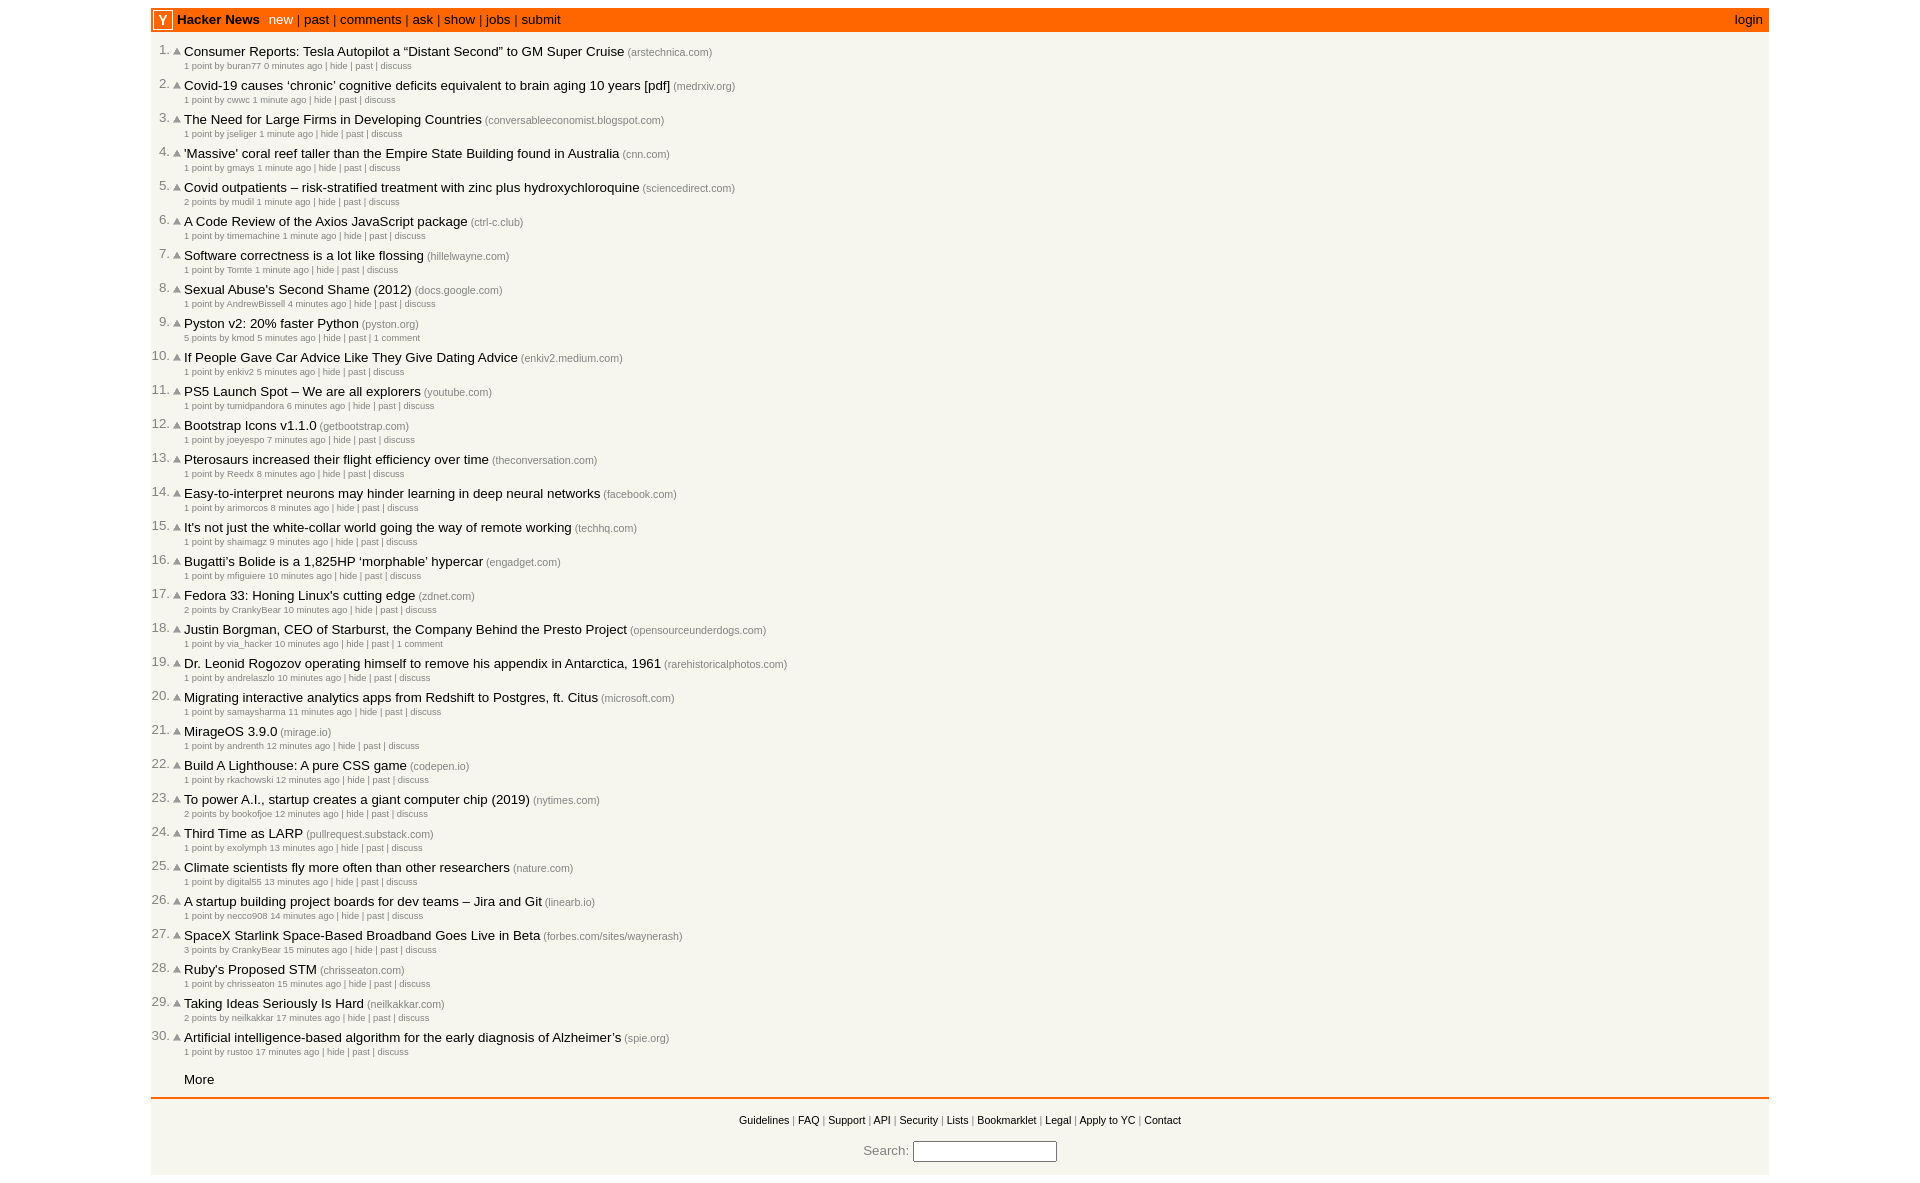 Y Hacker News new | past | comments | ask | show | jobs | submit login
1. Consumer Reports: Tesla Autopilot a “Distant Second” to GM Super Cruise (arstechnica.com)
1 point by buran77 0 minutes ago | hide | past | discuss
2. Covid-19 causes ‘chronic’ cognitive deficits equivalent to brain aging 10 years [pdf] (medrxiv.org)
1 point by cwwc 1 minute ago | hide | past | discuss
3. The Need for Large Firms in Developing Countries (conversableeconomist.blogspot.com)
1 point by jseliger 1 minute ago | hide | past | discuss
4. 'Massive' coral reef taller than the Empire State Building found in Australia (cnn.com)
1 point by gmays 1 minute ago | hide | past | discuss
5. Covid outpatients – risk-stratified treatment with zinc plus hydroxychloroquine (sciencedirect.com)
2 points by mudil 1 minute ago | hide | past | discuss
6. A Code Review of the Axios JavaScript package (ctrl-c.club)
1 point by timemachine 1 minute ago | hide | past | discuss
7. Software correctness is a lot like flossing (hillelwayne.com)
1 point by Tomte 1 minute ago | hide | past | discuss
8. Sexual Abuse's Second Shame (2012) (docs.google.com)
1 point by AndrewBissell 4 minutes ago | hide | past | discuss
9. Pyston v2: 20% faster Python (pyston.org)
5 points by kmod 5 minutes ago | hide | past | 1 comment
10. If People Gave Car Advice Like They Give Dating Advice (enkiv2.medium.com)
1 point by enkiv2 5 minutes ago | hide | past | discuss
11. PS5 Launch Spot – We are all explorers (youtube.com)
1 point by tumidpandora 6 minutes ago | hide | past | discuss
12. Bootstrap Icons v1.1.0 (getbootstrap.com)
1 point by joeyespo 7 minutes ago | hide | past | discuss
13. Pterosaurs increased their flight efficiency over time (theconversation.com)
1 point by Reedx 8 minutes ago | hide | past | discuss
14. Easy-to-interpret neurons may hinder learning in deep neural networks (facebook.com)
1 point by arimorcos 8 minutes ago | hide | past | discuss
15. It's not just the white-collar world going the way of remote working (techhq.com)
1 point by shaimagz 9 minutes ago | hide | past | discuss
16. Bugatti’s Bolide is a 1,825HP ‘morphable’ hypercar (engadget.com)
1 point by mfiguiere 10 minutes ago | hide | past | discuss
17. Fedora 33: Honing Linux's cutting edge (zdnet.com)
2 points by CrankyBear 10 minutes ago | hide | past | discuss
18. Justin Borgman, CEO of Starburst, the Company Behind the Presto Project (opensourceunderdogs.com)
1 point by via_hacker 10 minutes ago | hide | past | 1 comment
19. Dr. Leonid Rogozov operating himself to remove his appendix in Antarctica, 1961 (rarehistoricalphotos.com)
1 point by andrelaszlo 10 minutes ago | hide | past | discuss
20. Migrating interactive analytics apps from Redshift to Postgres, ft. Citus (microsoft.com)
1 point by samaysharma 11 minutes ago | hide | past | discuss
21. MirageOS 3.9.0 (mirage.io)
1 point by andrenth 12 minutes ago | hide | past | discuss
22. Build A Lighthouse: A pure CSS game (codepen.io)
1 point by rkachowski 12 minutes ago | hide | past | discuss
23. To power A.I., startup creates a giant computer chip (2019) (nytimes.com)
2 points by bookofjoe 12 minutes ago | hide | past | discuss
24. Third Time as LARP (pullrequest.substack.com)
1 point by exolymph 13 minutes ago | hide | past | discuss
25. Climate scientists fly more often than other researchers (nature.com)
1 point by digital55 13 minutes ago | hide | past | discuss
26. A startup building project boards for dev teams – Jira and Git (linearb.io)
1 point by necco908 14 minutes ago | hide | past | discuss
27. SpaceX Starlink Space-Based Broadband Goes Live in Beta (forbes.com/sites/waynerash)
3 points by CrankyBear 15 minutes ago | hide | past | discuss
28. Ruby's Proposed STM (chrisseaton.com)
1 point by chrisseaton 15 minutes ago | hide | past | discuss
29. Taking Ideas Seriously Is Hard (neilkakkar.com)
2 points by neilkakkar 17 minutes ago | hide | past | discuss
30. Artificial intelligence-based algorithm for the early diagnosis of Alzheimer’s (spie.org)
1 point by rustoo 17 minutes ago | hide | past | discuss
More
Guidelines | FAQ | Support | API | Security | Lists | Bookmarklet | Legal | Apply to YC | Contact
Search: